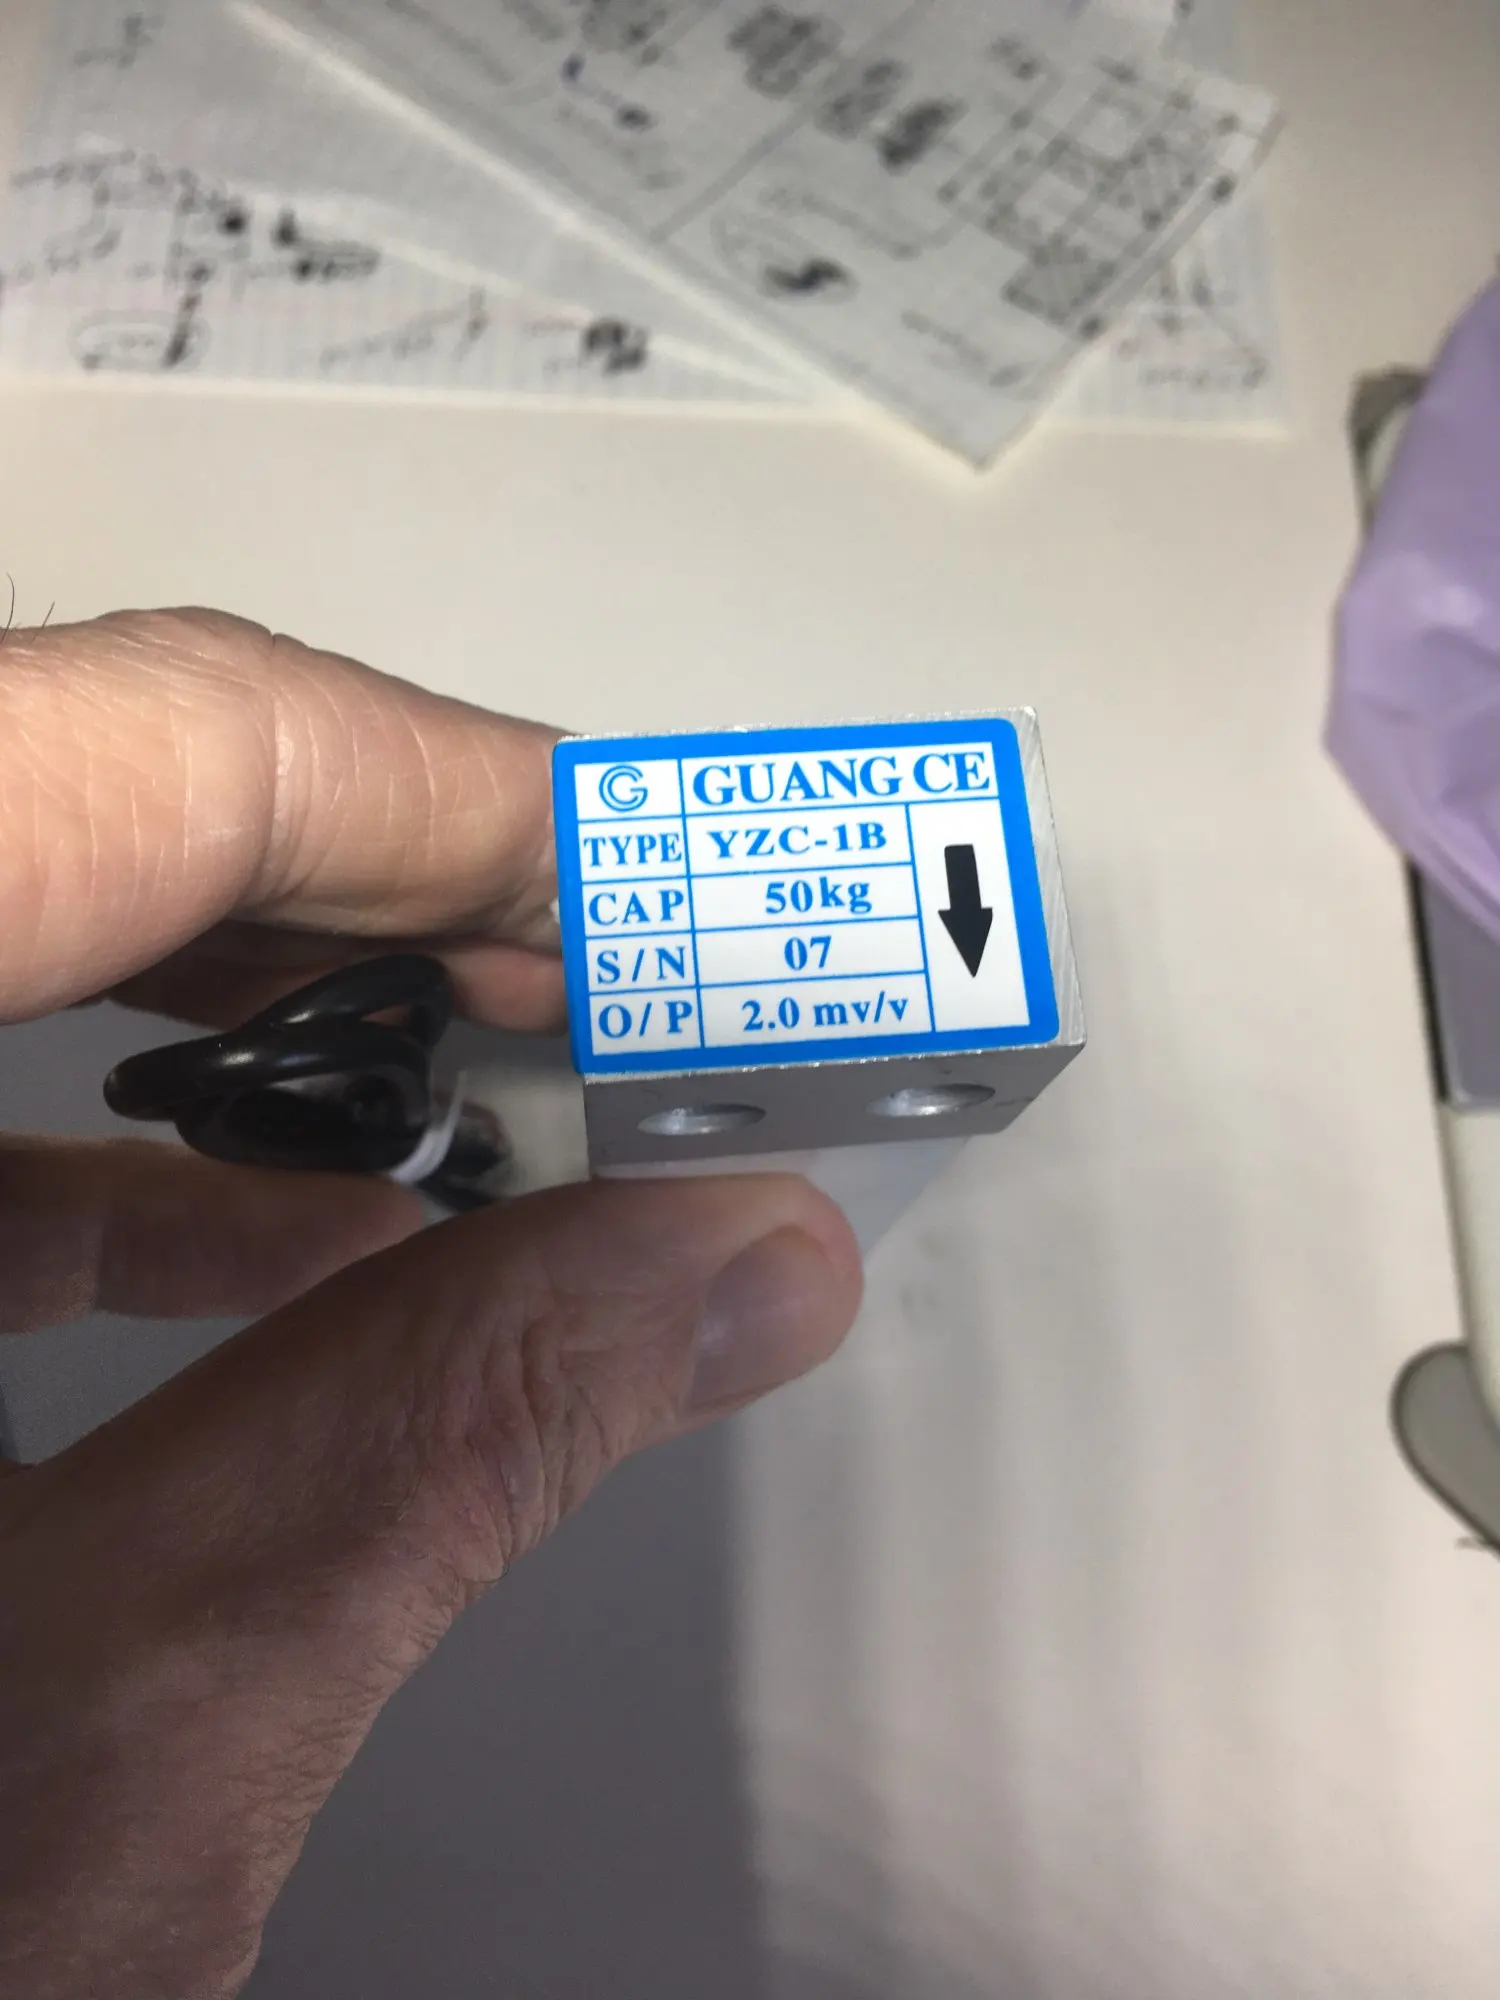 G GUANG CE
TYPE YZC-1B
CAP 50kg
S/N 07
O/P 2.0 mv/v